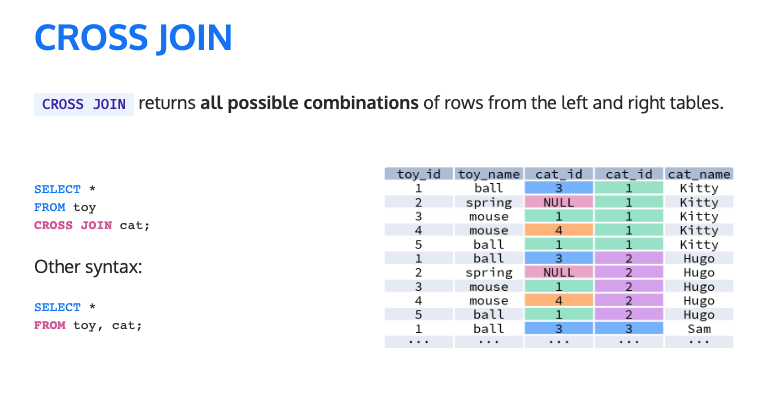 CROSS JOIN
CROSS JOIN returns all possible combinations of rows from the left and right tables.
SELECT *
FROM toy
CROSS JOIN cat;
Other syntax:
SELECT *
FROM toy, cat;
toy_id toy_name cat_id cat_id cat_name
1 ball 3 1 Kitty
2 spring NULL 1 Kitty
3 mouse 1 1 Kitty
4 mouse 4 1 Kitty
5 ball 1 1 Kitty
1 ball 3 2 Hugo
2 spring NULL 2 Hugo
3 mouse 1 2 Hugo
4 mouse 4 2 Hugo
5 ball 1 2 Hugo
1 ball 3 3 Sam
... ... ... ... ...